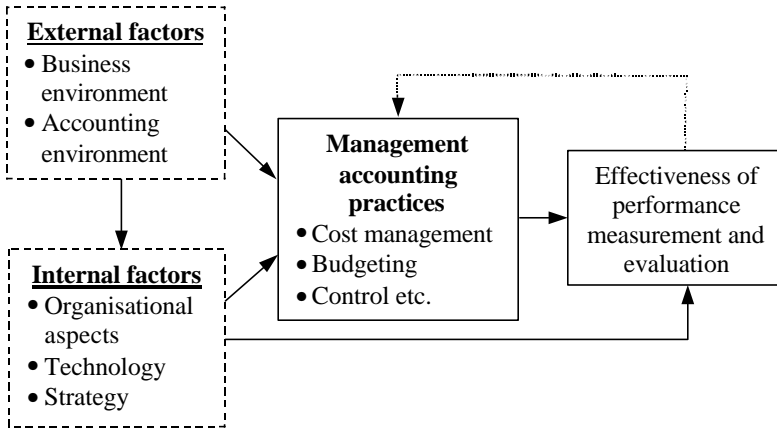 External factors
• Business
environment
• Accounting
environment
Internal factors
• Organisational
aspects
• Technology
• Strategy
Management
accounting
practices
• Cost management
• Budgeting
• Control etc.
Effectiveness of
performance
measurement and
evaluation